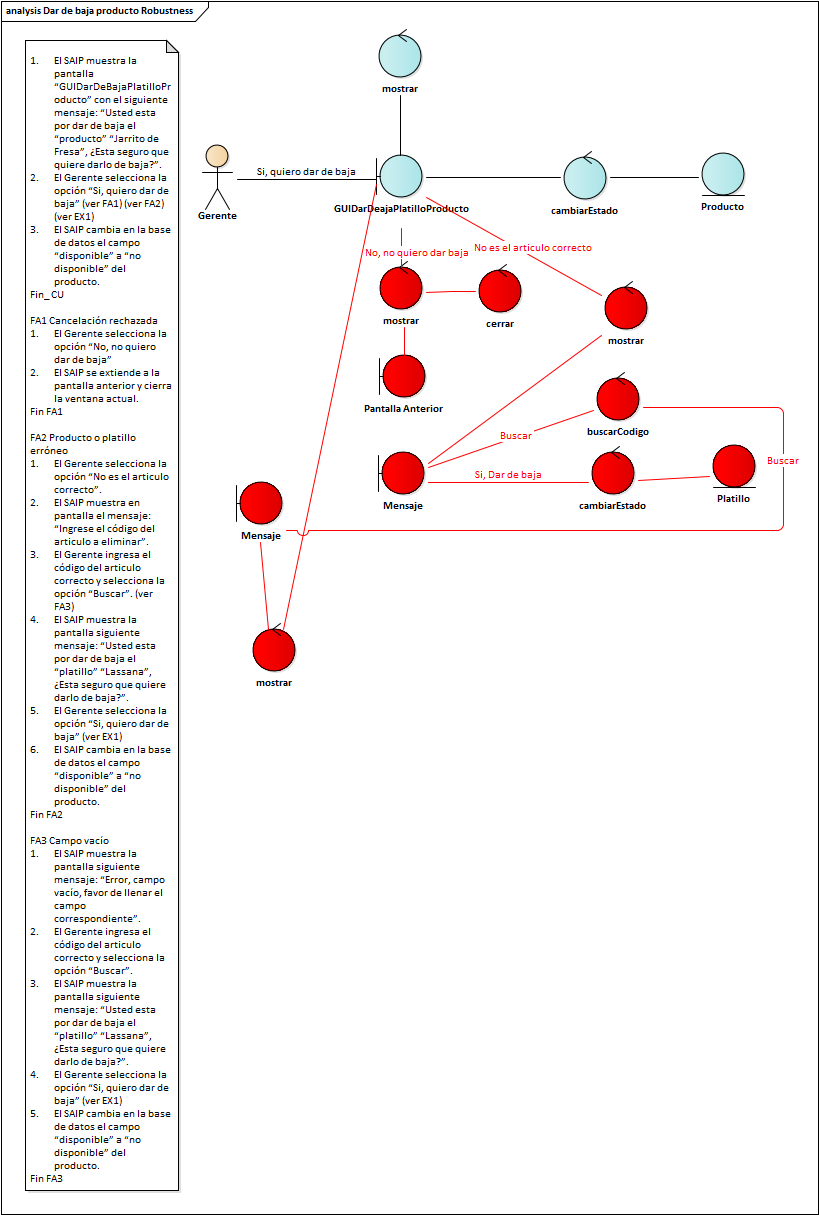 analysis Dar de baja producto Robustness
1. El SAIP muestra la
pantalla
“GUIDarDeBajaPlatilloPr
oducto” con el siguiente
mensaje: “Usted esta
por dar de baja el
“producto” “Jarrito de
Fresa”, ¿Esta seguro que
quiere darlo de baja?”.
2. El Gerente selecciona la
opción “Si, quiero dar de
baja” (ver FA1) (ver FA2)
(ver EX1)
3. El SAIP cambia en la base
de datos el campo
“disponible” a “no
disponible” del
producto.
Fin_CU
FA1 Cancelación rechazada
1. El Gerente selecciona la
opción “No, no quiero
dar de baja”
2. El SAIP se extiende a la
pantalla anterior y cierra
la ventana actual.
Fin FA1
FA2 Producto o platillo
erróneo
1. El Gerente selecciona la
opción “No es el articulo
correcto”.
2. El SAIP muestra en
pantalla el mensaje:
“Ingrese el código del
articulo a eliminar”.
3. El Gerente ingresa el
código del articulo
correcto y selecciona la
opción “Buscar”. (ver
FA3)
4. El SAIP muestra la
pantalla siguiente
mensaje: “Usted esta
por dar de baja el
“platillo” “Lassana”,
¿Esta seguro que quiere
darlo de baja?”.
5. El Gerente selecciona la
opción “Si, quiero dar de
baja” (ver EX1)
6. El SAIP cambia en la base
de datos el campo
“disponible” a “no
disponible” del
producto.
Fin FA2
FA3 Campo vacío
1. El SAIP muestra la
pantalla siguiente
mensaje: “Error, campo
vacío, favor de llenar el
campo
correspondiente”.
2. El Gerente ingresa el
código del articulo
correcto y selecciona la
opción “Buscar”.
3. El SAIP muestra la
pantalla siguiente
mensaje: “Usted esta
por dar de baja el
“platillo” “Lassana”,
¿Esta seguro que quiere
darlo de baja?”.
4. El Gerente selecciona la
opción “Si, quiero dar de
baja” (ver EX1)
5. El SAIP cambia en la base
de datos el campo
“disponible” a “no
disponible” del
producto.
Fin FA3
mostrar
Si, quiero dar de baja
Gerente
GUIDarDeajaPlatilloProducto
cambiarEstado
Producto
No, no quiero dar baja
No es el articulo correcto
mostrar
cerrar
mostrar
Pantalla Anterior
buscarCodigo
Buscar
Buscar
Si, Dar de baja
Mensaje
cambiarEstado
Platillo
Mensaje
mostrar